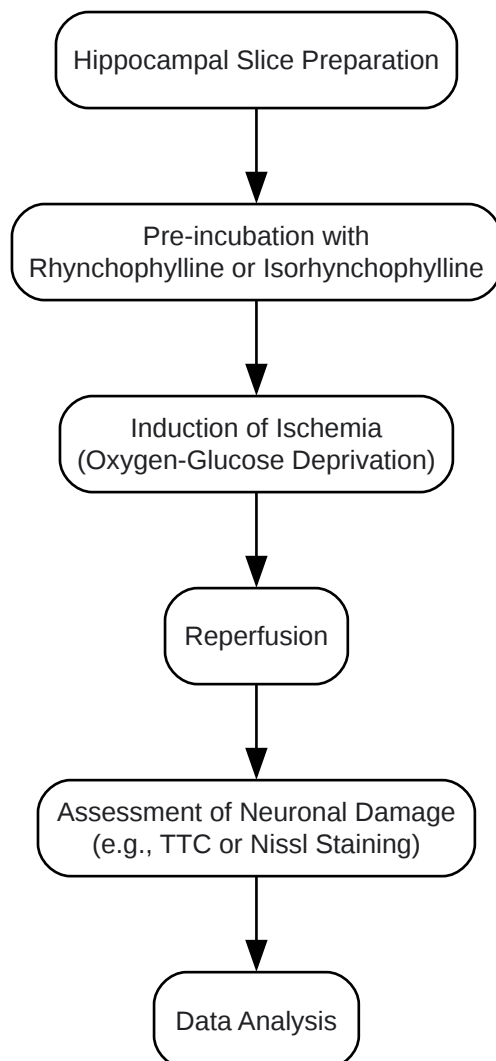 Hippocampal Slice Preparation
Pre-incubation with
Rhynchophylline or Isorhynchophylline
Induction of Ischemia
(Oxygen-Glucose Deprivation)
Reperfusion
Assessment of Neuronal Damage
(e.g., TTC or Nissl Staining)
Data Analysis